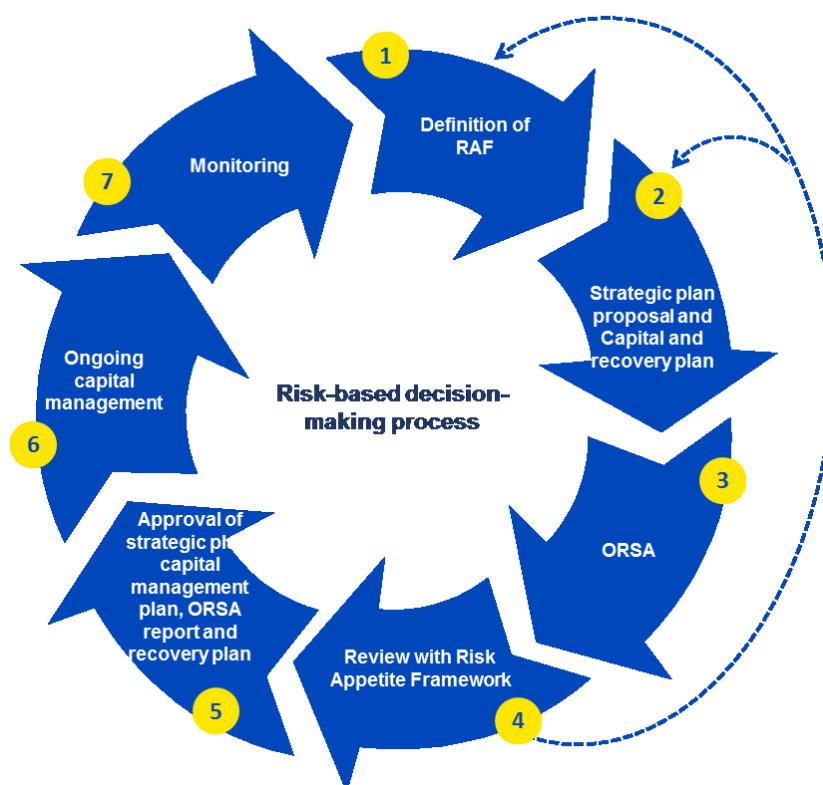 1
Definition of
RAF
2
Strategic plan
proposal and
Capital and
recovery plan
3
ORSA
4
Review with Risk
Appetite Framework
5
Approval of
strategic
capital
management
plan, ORSA
report and
recovery plan
6
Ongoing
capital
management
7
Monitoring
Risk-based decision-
making process